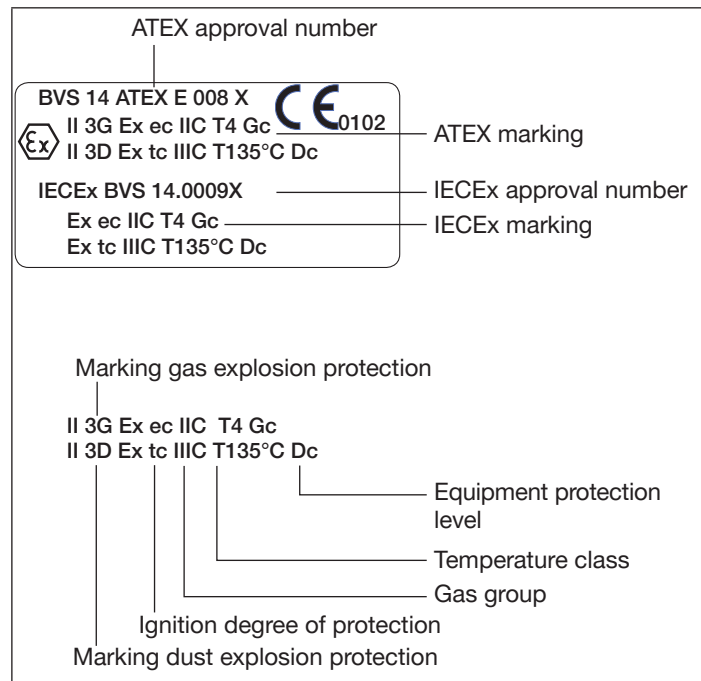 ATEX approval number
BVS 14 ATEX E 008 X
CE 0102
Ex
II 3G Ex ec IIC T4 Gc
II 3D Ex tc IIIC T135°C Dc
ATEX marking
IECEx BVS 14.0009X
IECEx approval number
Ex ec IIC T4 Gc
IECEx marking
Ex tc IIIC T135°C Dc
Marking gas explosion protection
II 3G Ex ec IIC T4 Gc
II 3D Ex tc IIIC T135°C Dc
Equipment protection
level
Temperature class
Gas group
Ignition degree of protection
Marking dust explosion protection